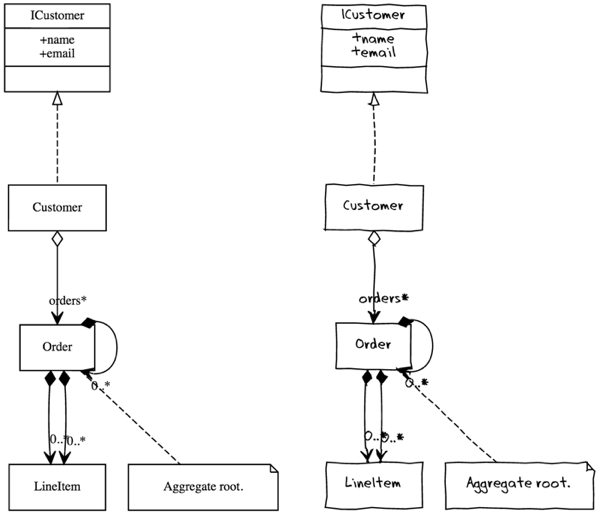 ICustomer
+name
+email
Customer
orders*
Order
0..*
0..*
0..*
LineItem
Aggregate root.
ICustomer
+name
+email
Customer
orders*
Order
0..*
0..*
0..*
LineItem
Aggregate root.